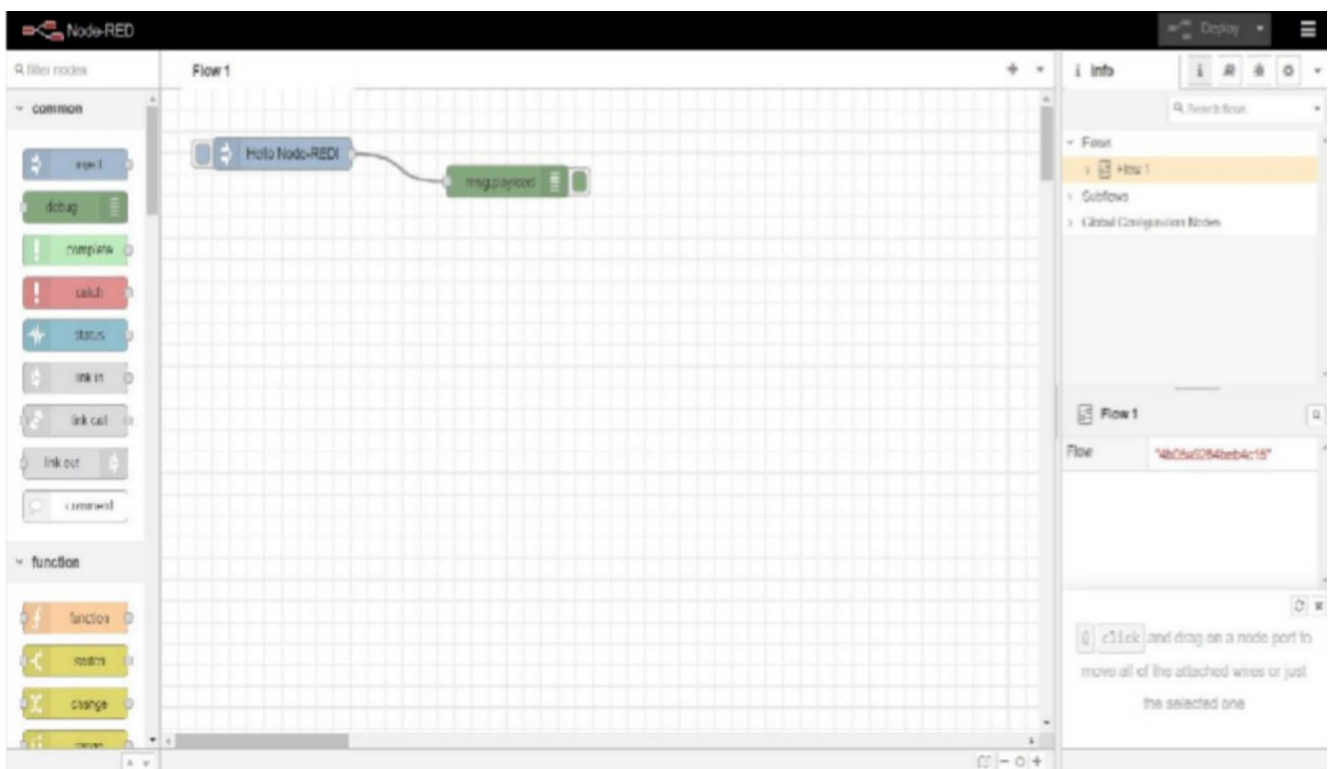 Node-RED
Deploy
filter nodes
Flow 1
info
common
Search flows
inject
Hello Node-RED!
msg.payload
debug
Flows
Flow 1
Subflows
Global Configuration Nodes
complete
catch
status
link in
link call
link out
comment
Flow 1
Flow
function
function
switch
change
range
click and drag on a node port to
move all of the attached wires or just
the selected one